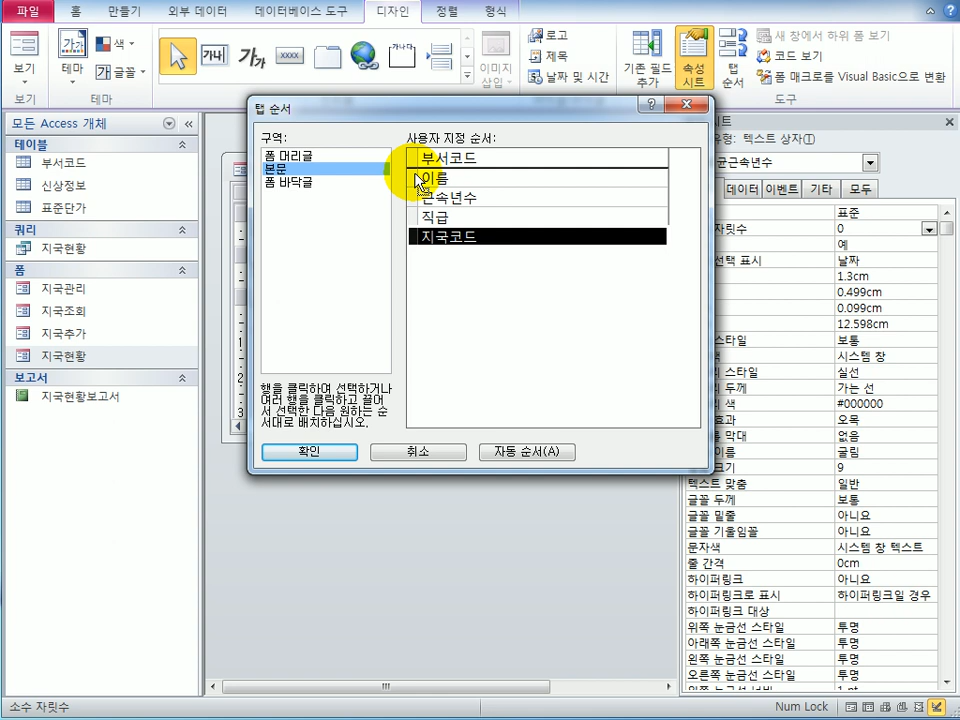 파일 홈 만들기 외부 데이터 데이터베이스 도구 디자인 정렬 형식
보기
테마
색
가 글꼴
가나
가가
xxxx
가나다
이미지
삽입
로고
제목
날짜 및 시간
기존 필드
추가
속성
시트
탭
순서
새 창에서 하위 폼 보기
코드 보기
폼 매크로를 Visual Basic으로 변환
보기 테마 도구
모든 Access 개체
테이블
부서코드
신상정보
표준단가
쿼리
지국현황
폼
지국관리
지국조회
지국추가
지국현황
보고서
지국현황보고서
탭 순서
구역:
폼 머리글
본문
폼 바닥글
사용자 지정 순서:
부서코드
이름
근속년수
직급
지국코드
행을 클릭하여 선택하거나
여러 행을 클릭하고 끌어
서 선택한 다음 원하는 순
서대로 배치하십시오.
확인 취소 자동 순서(A)
시트
유형: 텍스트 상자(T)
근속년수
데이터 이벤트 기타 모두
표준
자릿수 0
예
선택 표시 날짜
1.3cm
0.499cm
0.099cm
12.598cm
스타일 보통
색 시스템 창
스타일 실선
두께 가는 선
색 #000000
효과 오목
막대 없음
이름 굴림
크기 9
텍스트 맞춤 일반
글꼴 두께 보통
글꼴 밑줄 아니요
글꼴 기울임꼴 아니요
문자색 시스템 창 텍스트
줄 간격 0cm
하이퍼링크 아니요
하이퍼링크로 표시 하이퍼링크일 경우
하이퍼링크 대상
위쪽 눈금선 스타일 투명
아래쪽 눈금선 스타일 투명
왼쪽 눈금선 스타일 투명
오른쪽 눈금선 스타일 투명
소수 자릿수
Num Lock